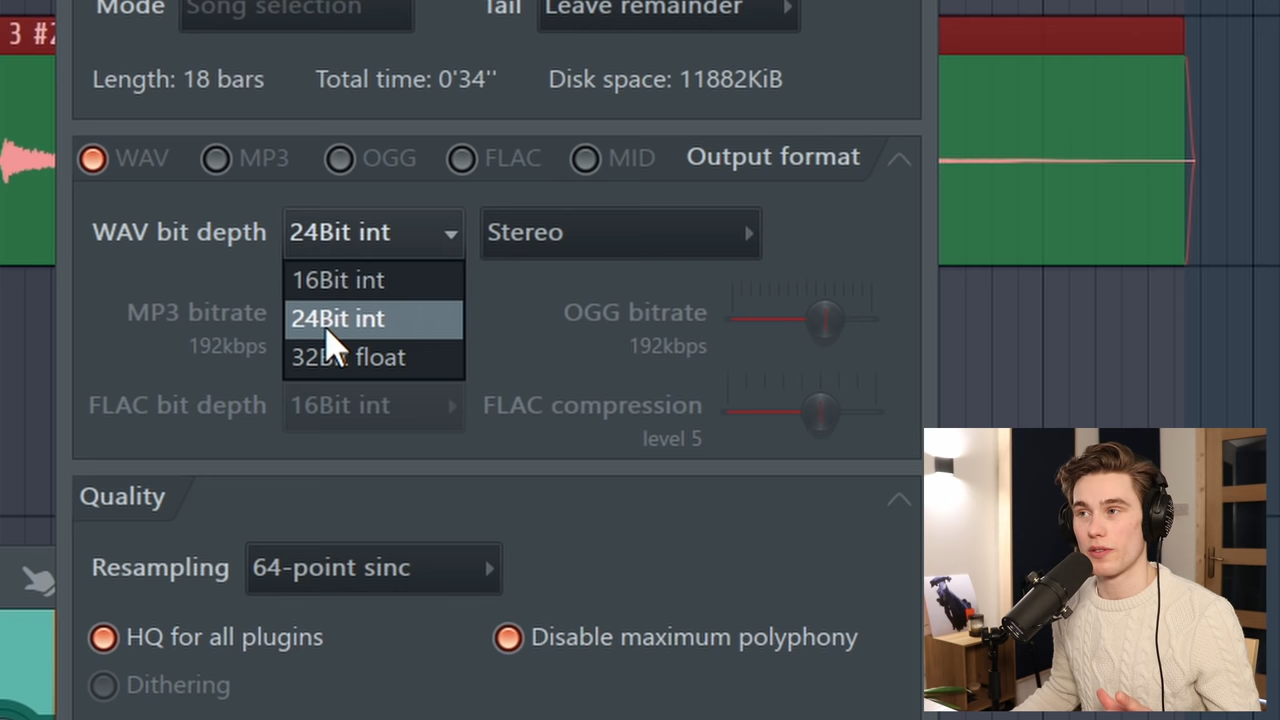 Mode Song selection Tail Leave remainder
3 #2
Length: 18 bars Total time: 0'34'' Disk space: 11882KiB
WAV MP3 OGG FLAC MID Output format
WAV bit depth 24Bit int Stereo
16Bit int
MP3 bitrate 24Bit int OGG bitrate
192kbps 192kbps
32Bit float
FLAC bit depth 16Bit int FLAC compression
level 5
Quality
Resampling 64-point sinc
HQ for all plugins Disable maximum polyphony
Dithering